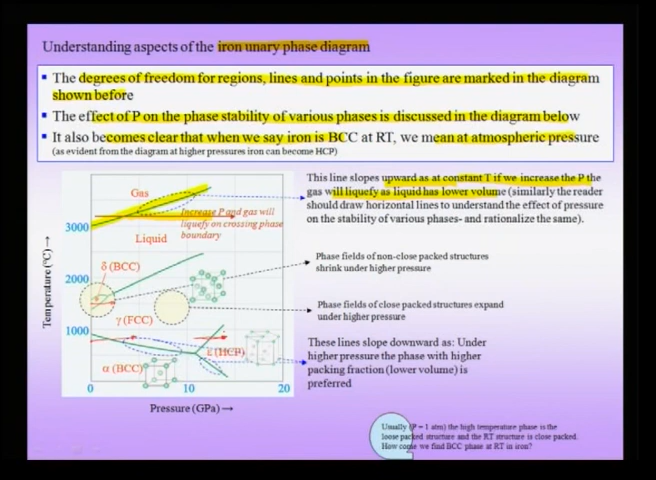 Understanding aspects of the iron unary phase diagram
The degrees of freedom for regions, lines and points in the figure are marked in the diagram
shown before
The effect of P on the phase stability of various phases is discussed in the diagram below
It also becomes clear that when we say iron is BCC at RT, we mean at atmospheric pressure
(as evident from the diagram at higher pressures iron can become HCP)
This line slopes upward as at constant T if we increase the P the
gas will liquefy as liquid has lower volume (similarly the reader
should draw horizontal lines to understand the effect of pressure
on the stability of various phases- and rationalize the same).
Gas
Increase P and gas will
liquefy on crossing phase
boundary
3000
Liquid
Temperature (°C) →
Phase fields of non-close packed structures
shrink under higher pressure
2000
δ (BCC)
Phase fields of close packed structures expand
under higher pressure
γ (FCC)
1000
These lines slope downward as: Under
higher pressure the phase with higher
packing fraction (lower volume) is
preferred
ε (HCP)
α (BCC)
0
10
20
Pressure (GPa) →
Usually (P = 1 atm) the high temperature phase is the
loose packed structure and the RT structure is close packed.
How come we find BCC phase at RT in iron?